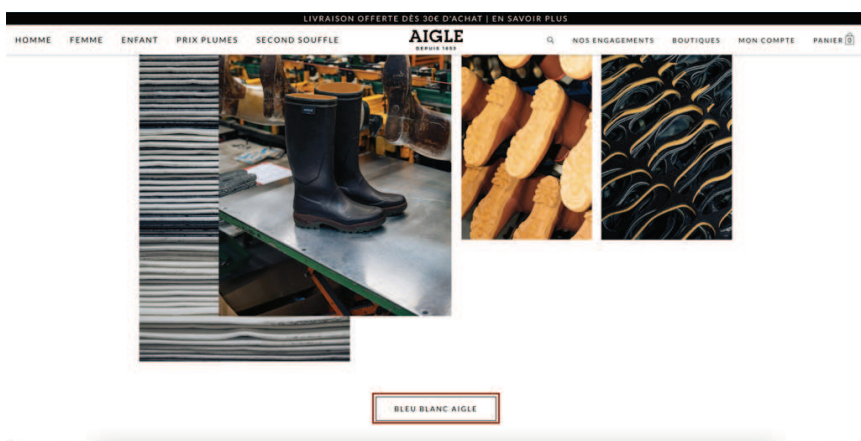 LIVRAISON OFFERTE DÈS 30€ D'ACHAT | EN SAVOIR PLUS
HOMME FEMME ENFANT PRIX PLUMES SECOND SOUFFLE AIGLE NOS ENGAGEMENTS BOUTIQUES MON COMPTE PANIER 0
DEPUIS 1853
BLEU BLANC AIGLE